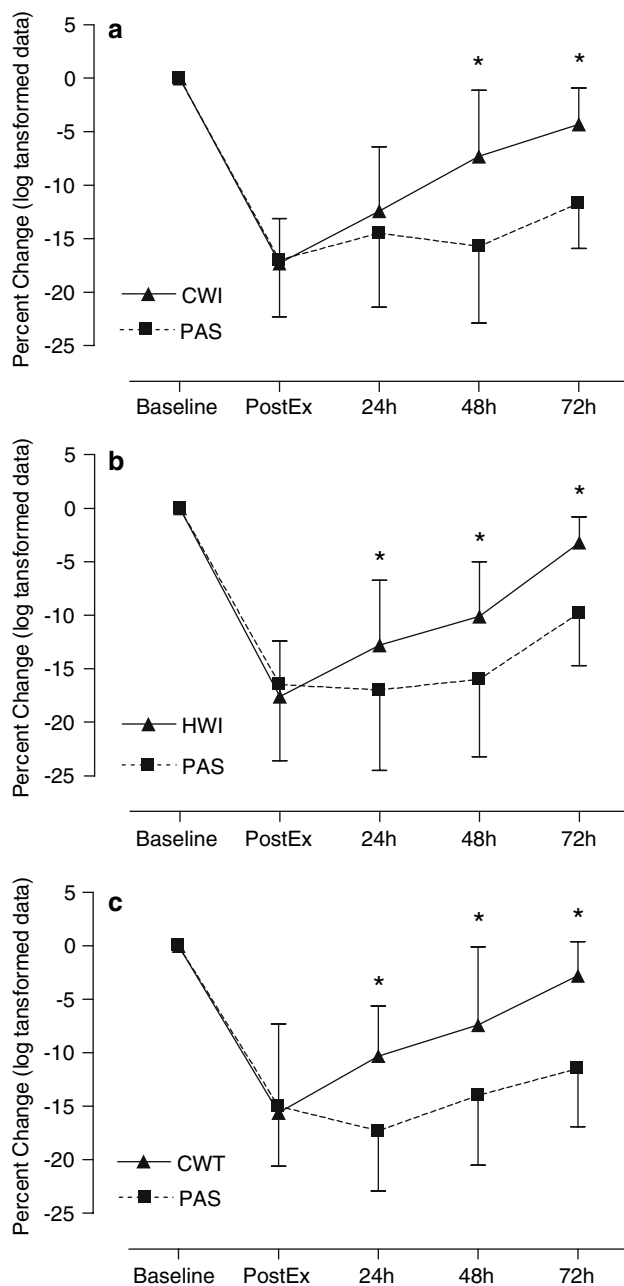 a
Percent Change (log tansformed data)
5
0
-5
-10
-15
-20
-25
* *
CWI
PAS
Baseline PostEx 24h 48h 72h
b
Percent Change (log tansformed data)
5
0
-5
-10
-15
-20
-25
* * *
HWI
PAS
Baseline PostEx 24h 48h 72h
c
Percent Change (log tansformed data)
5
0
-5
-10
-15
-20
-25
* * *
CWT
PAS
Baseline PostEx 24h 48h 72h